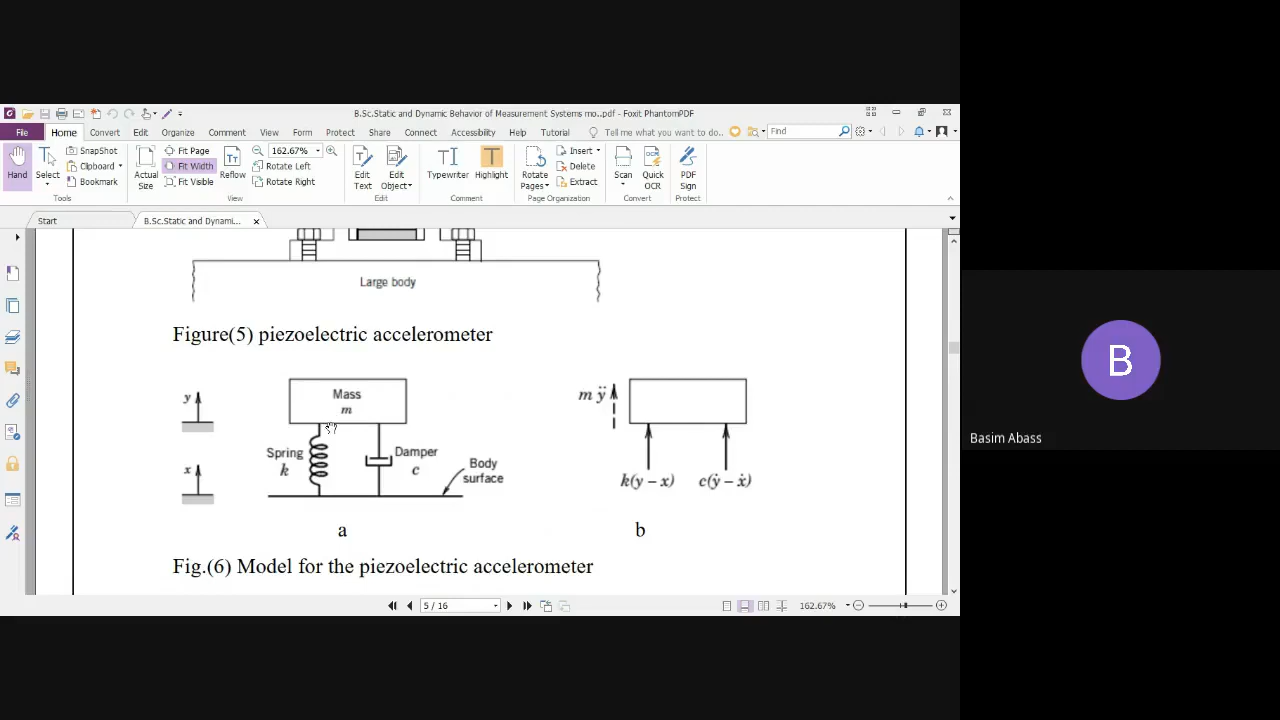 B.Sc.Static and Dynamic Behavior of Measurement Systems mo..pdf - Foxit PhantomPDF
File Home Convert Edit Organize Comment View Form Protect Share Connect Accessibility Help Tutorial Tell me what you want to do.. Find
Hand
Select
SnapShot
Clipboard
Bookmark
Tools
Actual Size
Fit Page
Fit Width
Fit Visible
Reflow
162.67%
Rotate Left
Rotate Right
View
Edit Text
Edit Object
Edit
Typewriter
Highlight
Comment
Rotate Pages
Insert
Delete
Extract
Page Organization
Scan
Quick OCR
Convert
PDF Sign
Protect
Start
B.Sc.Static and Dynami...
Large body
Figure(5) piezoelectric accelerometer
y
x
Mass
m
Spring
k
Damper
c
Body
surface
a
m ÿ
k(y − x)
c(ẏ − ẋ)
b
Fig.(6) Model for the piezoelectric accelerometer
5 / 16
162.67%
B
Basim Abass